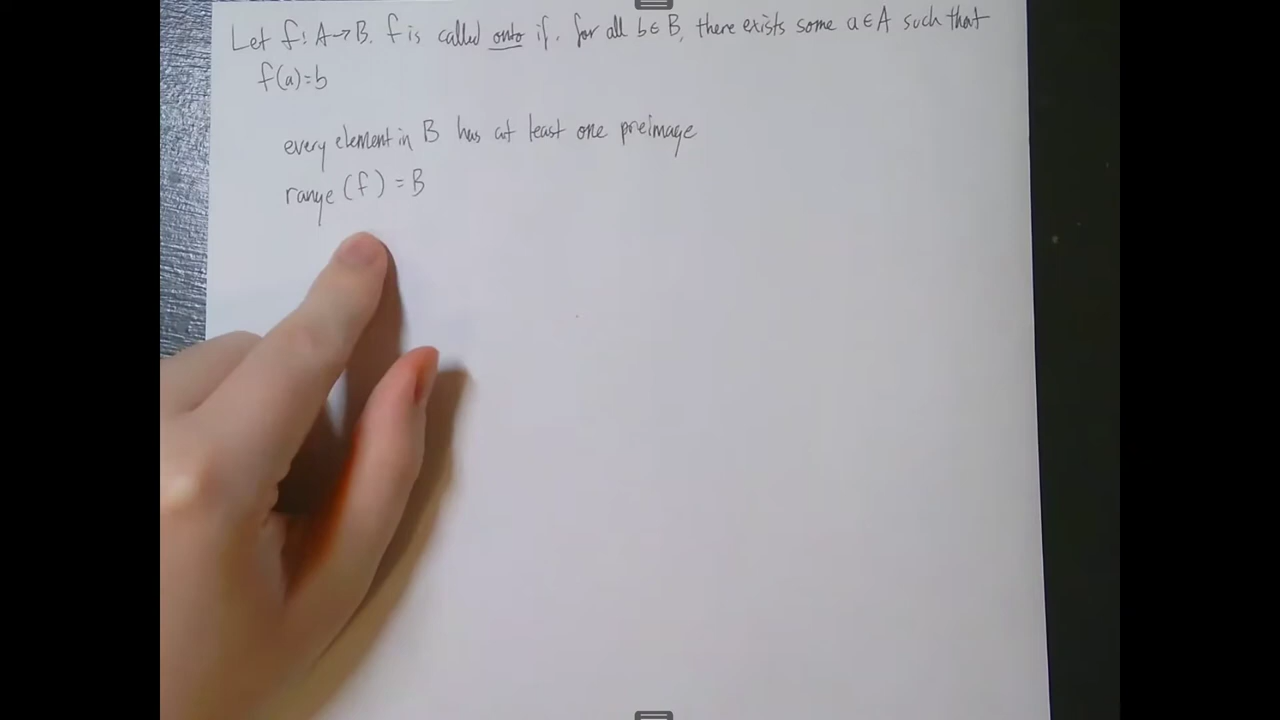 Let f: A→B. f is called onto if, for all b∈B, there exists some a∈A such that
f(a)=b
every element in B has at least one preimage
range(f)=B